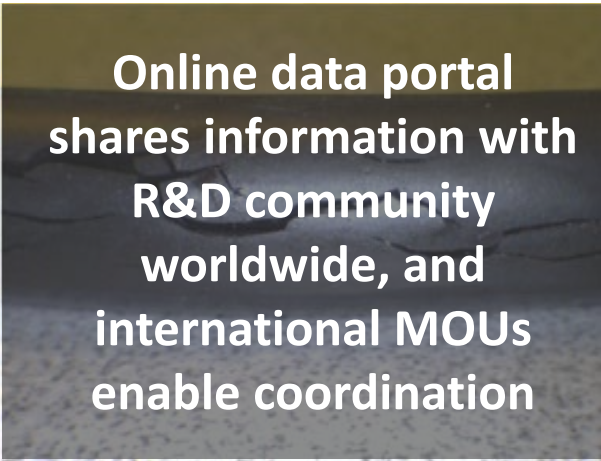 Online data portal
shares information with
R&D community
worldwide, and
international MOUs
enable coordination